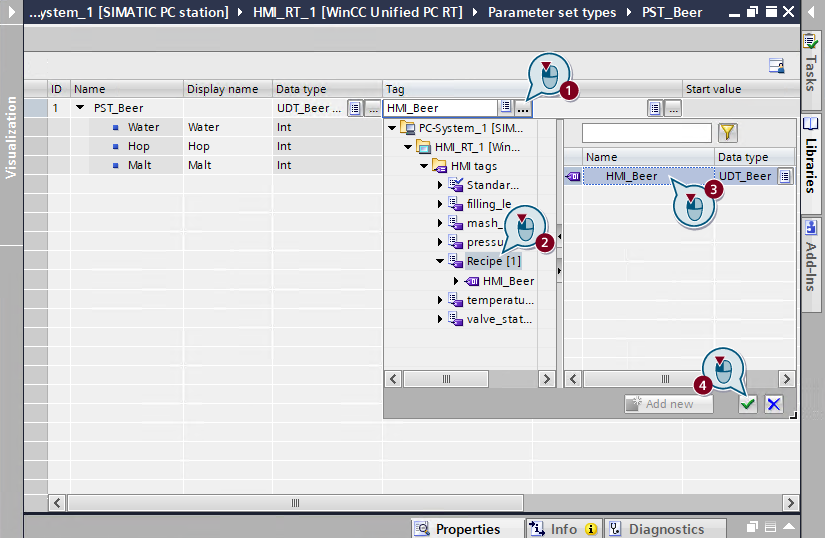 ...ystem_1 [SIMATIC PC station] HMI_RT_1 [WinCC Unified PC RT] Parameter set types PST_Beer
Visualization
Tasks
Libraries
Add-Ins
ID Name Display name Data type Tag Start value
1 PST_Beer UDT_Beer ... ... HMI_Beer ... ...
Water Water Int
Hop Hop Int
Malt Malt Int
1
PC-System_1 [SIM...
HMI_RT_1 [Win...
HMI tags
Standar...
filling_le
mash_
pressu
Recipe [1]
HMI_Beer
temperatu...
valve_stat...
2
Name Data type
HMI_Beer UDT_Beer
3
4
Add new
Properties Info Diagnostics